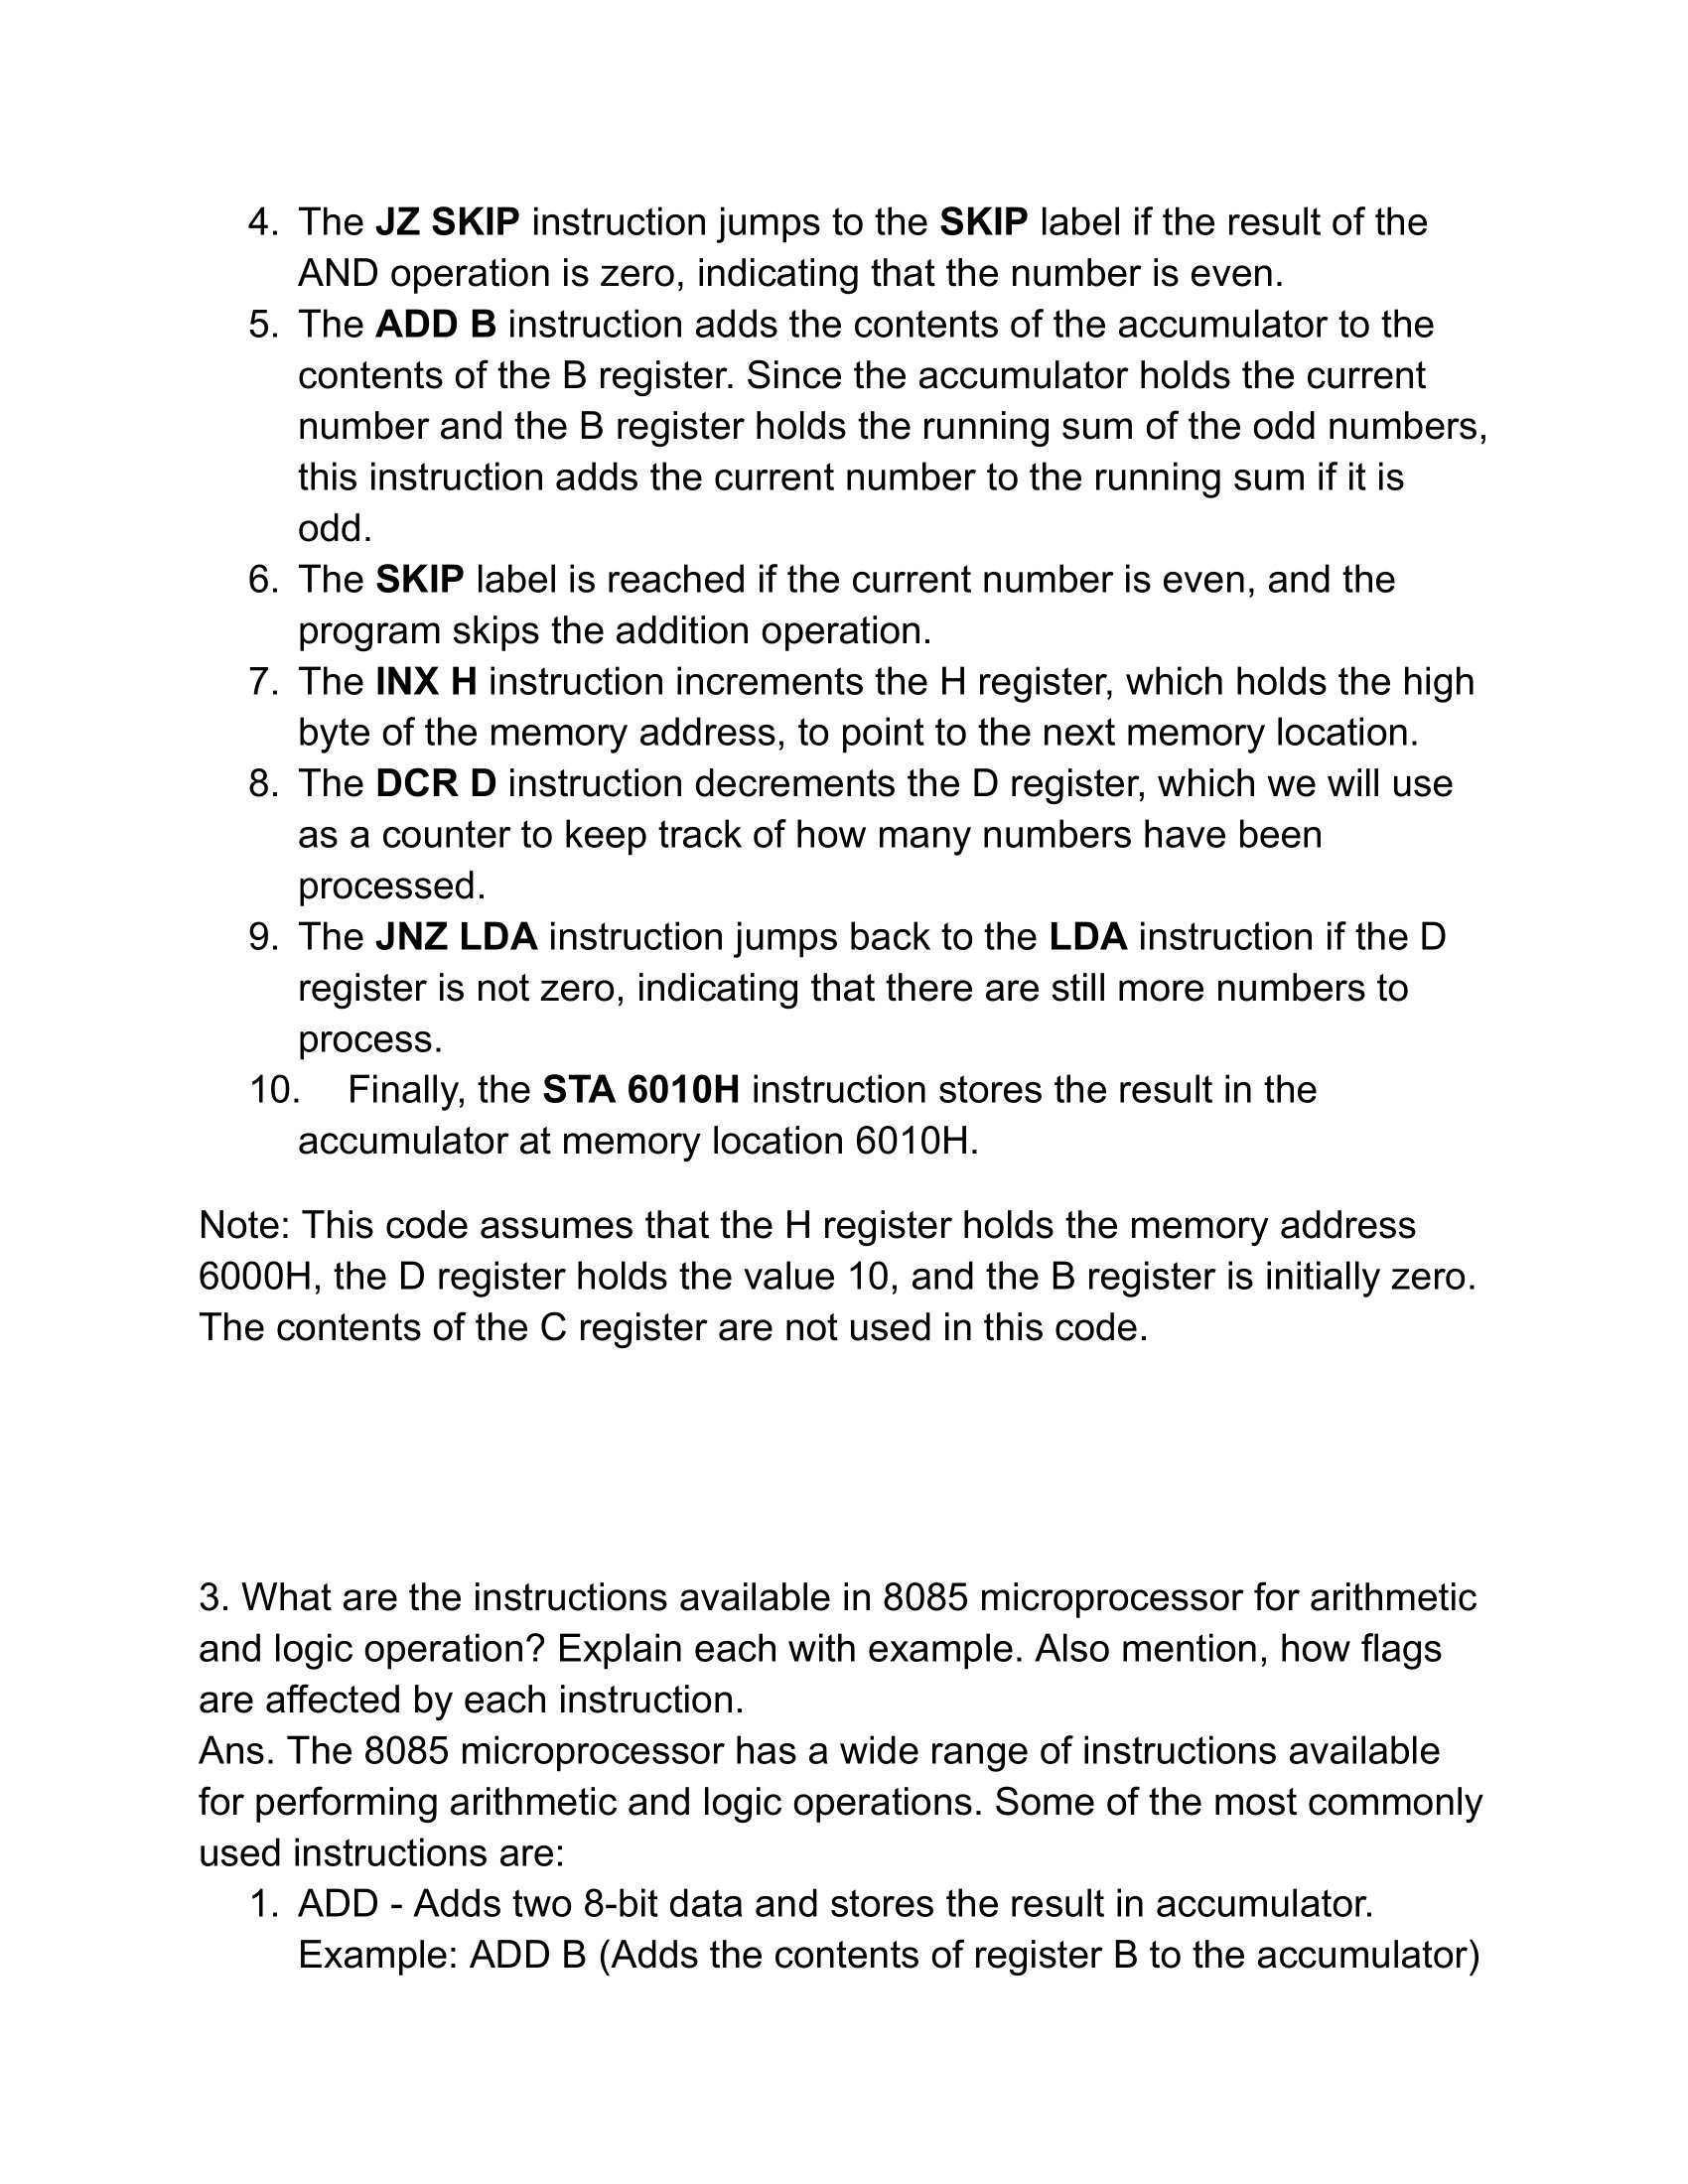 4. The JZ SKIP instruction jumps to the SKIP label if the result of the
AND operation is zero, indicating that the number is even.
5. The ADD B instruction adds the contents of the accumulator to the
contents of the B register. Since the accumulator holds the current
number and the B register holds the running sum of the odd numbers,
this instruction adds the current number to the running sum if it is
odd.
6. The SKIP label is reached if the current number is even, and the
program skips the addition operation.
7. The INX H instruction increments the H register, which holds the high
byte of the memory address, to point to the next memory location.
8. The DCR D instruction decrements the D register, which we will use
as a counter to keep track of how many numbers have been
processed.
9. The JNZ LDA instruction jumps back to the LDA instruction if the D
register is not zero, indicating that there are still more numbers to
process.
10. Finally, the STA 6010H instruction stores the result in the
accumulator at memory location 6010H.
Note: This code assumes that the H register holds the memory address
6000H, the D register holds the value 10, and the B register is initially zero.
The contents of the C register are not used in this code.
3. What are the instructions available in 8085 microprocessor for arithmetic
and logic operation? Explain each with example. Also mention, how flags
are affected by each instruction.
Ans. The 8085 microprocessor has a wide range of instructions available
for performing arithmetic and logic operations. Some of the most commonly
used instructions are:
1. ADD - Adds two 8-bit data and stores the result in accumulator.
Example: ADD B (Adds the contents of register B to the accumulator)